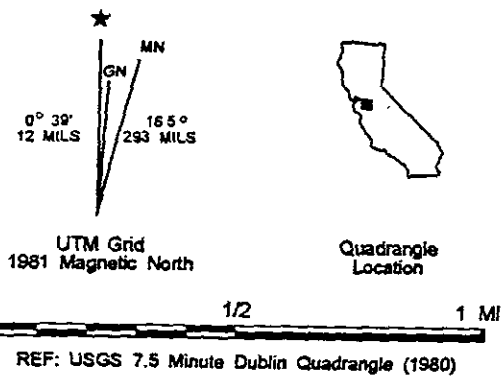 MN
GN
0° 39'
12 MILS
16 5°
293 MILS
UTM Grid
1981 Magnetic North
Quadrangle
Location
1/2
1 MI
REF: USGS 7.5 Minute Dublin Quadrangle (1980)